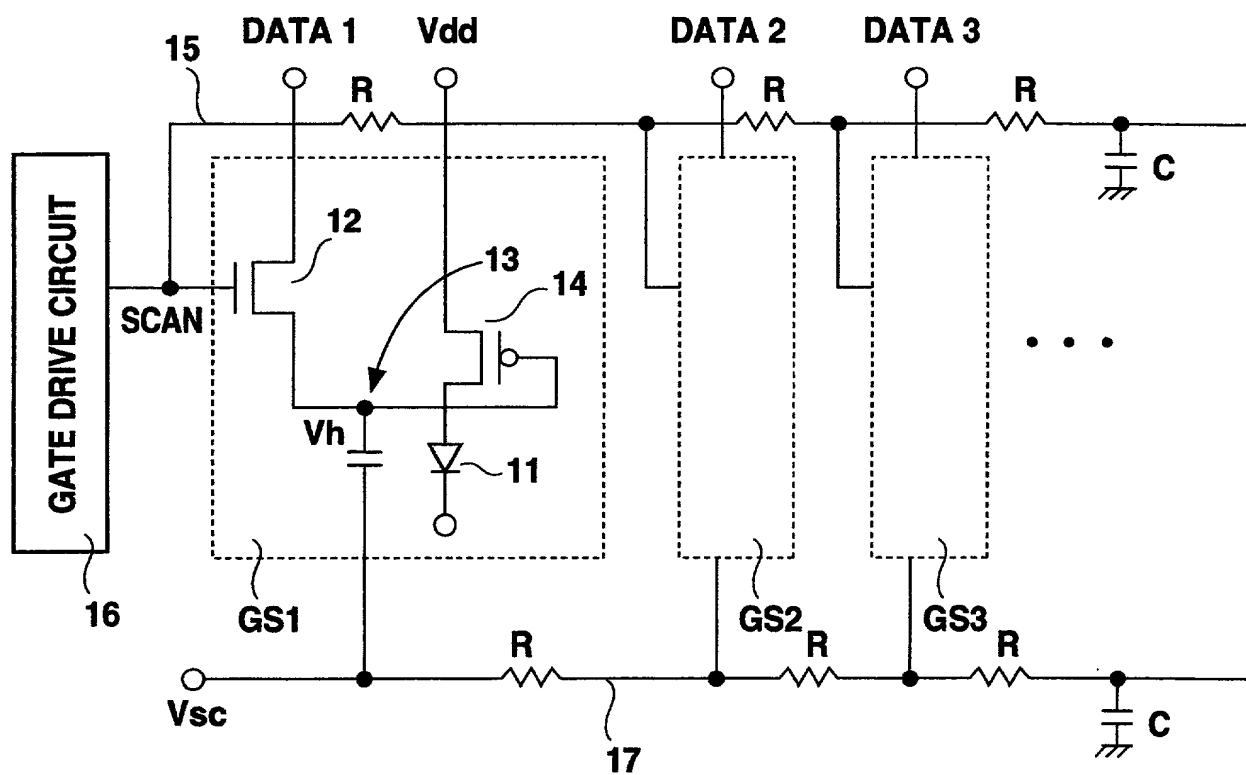 DATA 1
Vdd
DATA 2
DATA 3
15
R
R
R
C
12
13
14
GATE DRIVE CIRCUIT
SCAN
• • •
Vh
11
16
GS1
GS2
GS3
R
R
R
Vsc
17
C